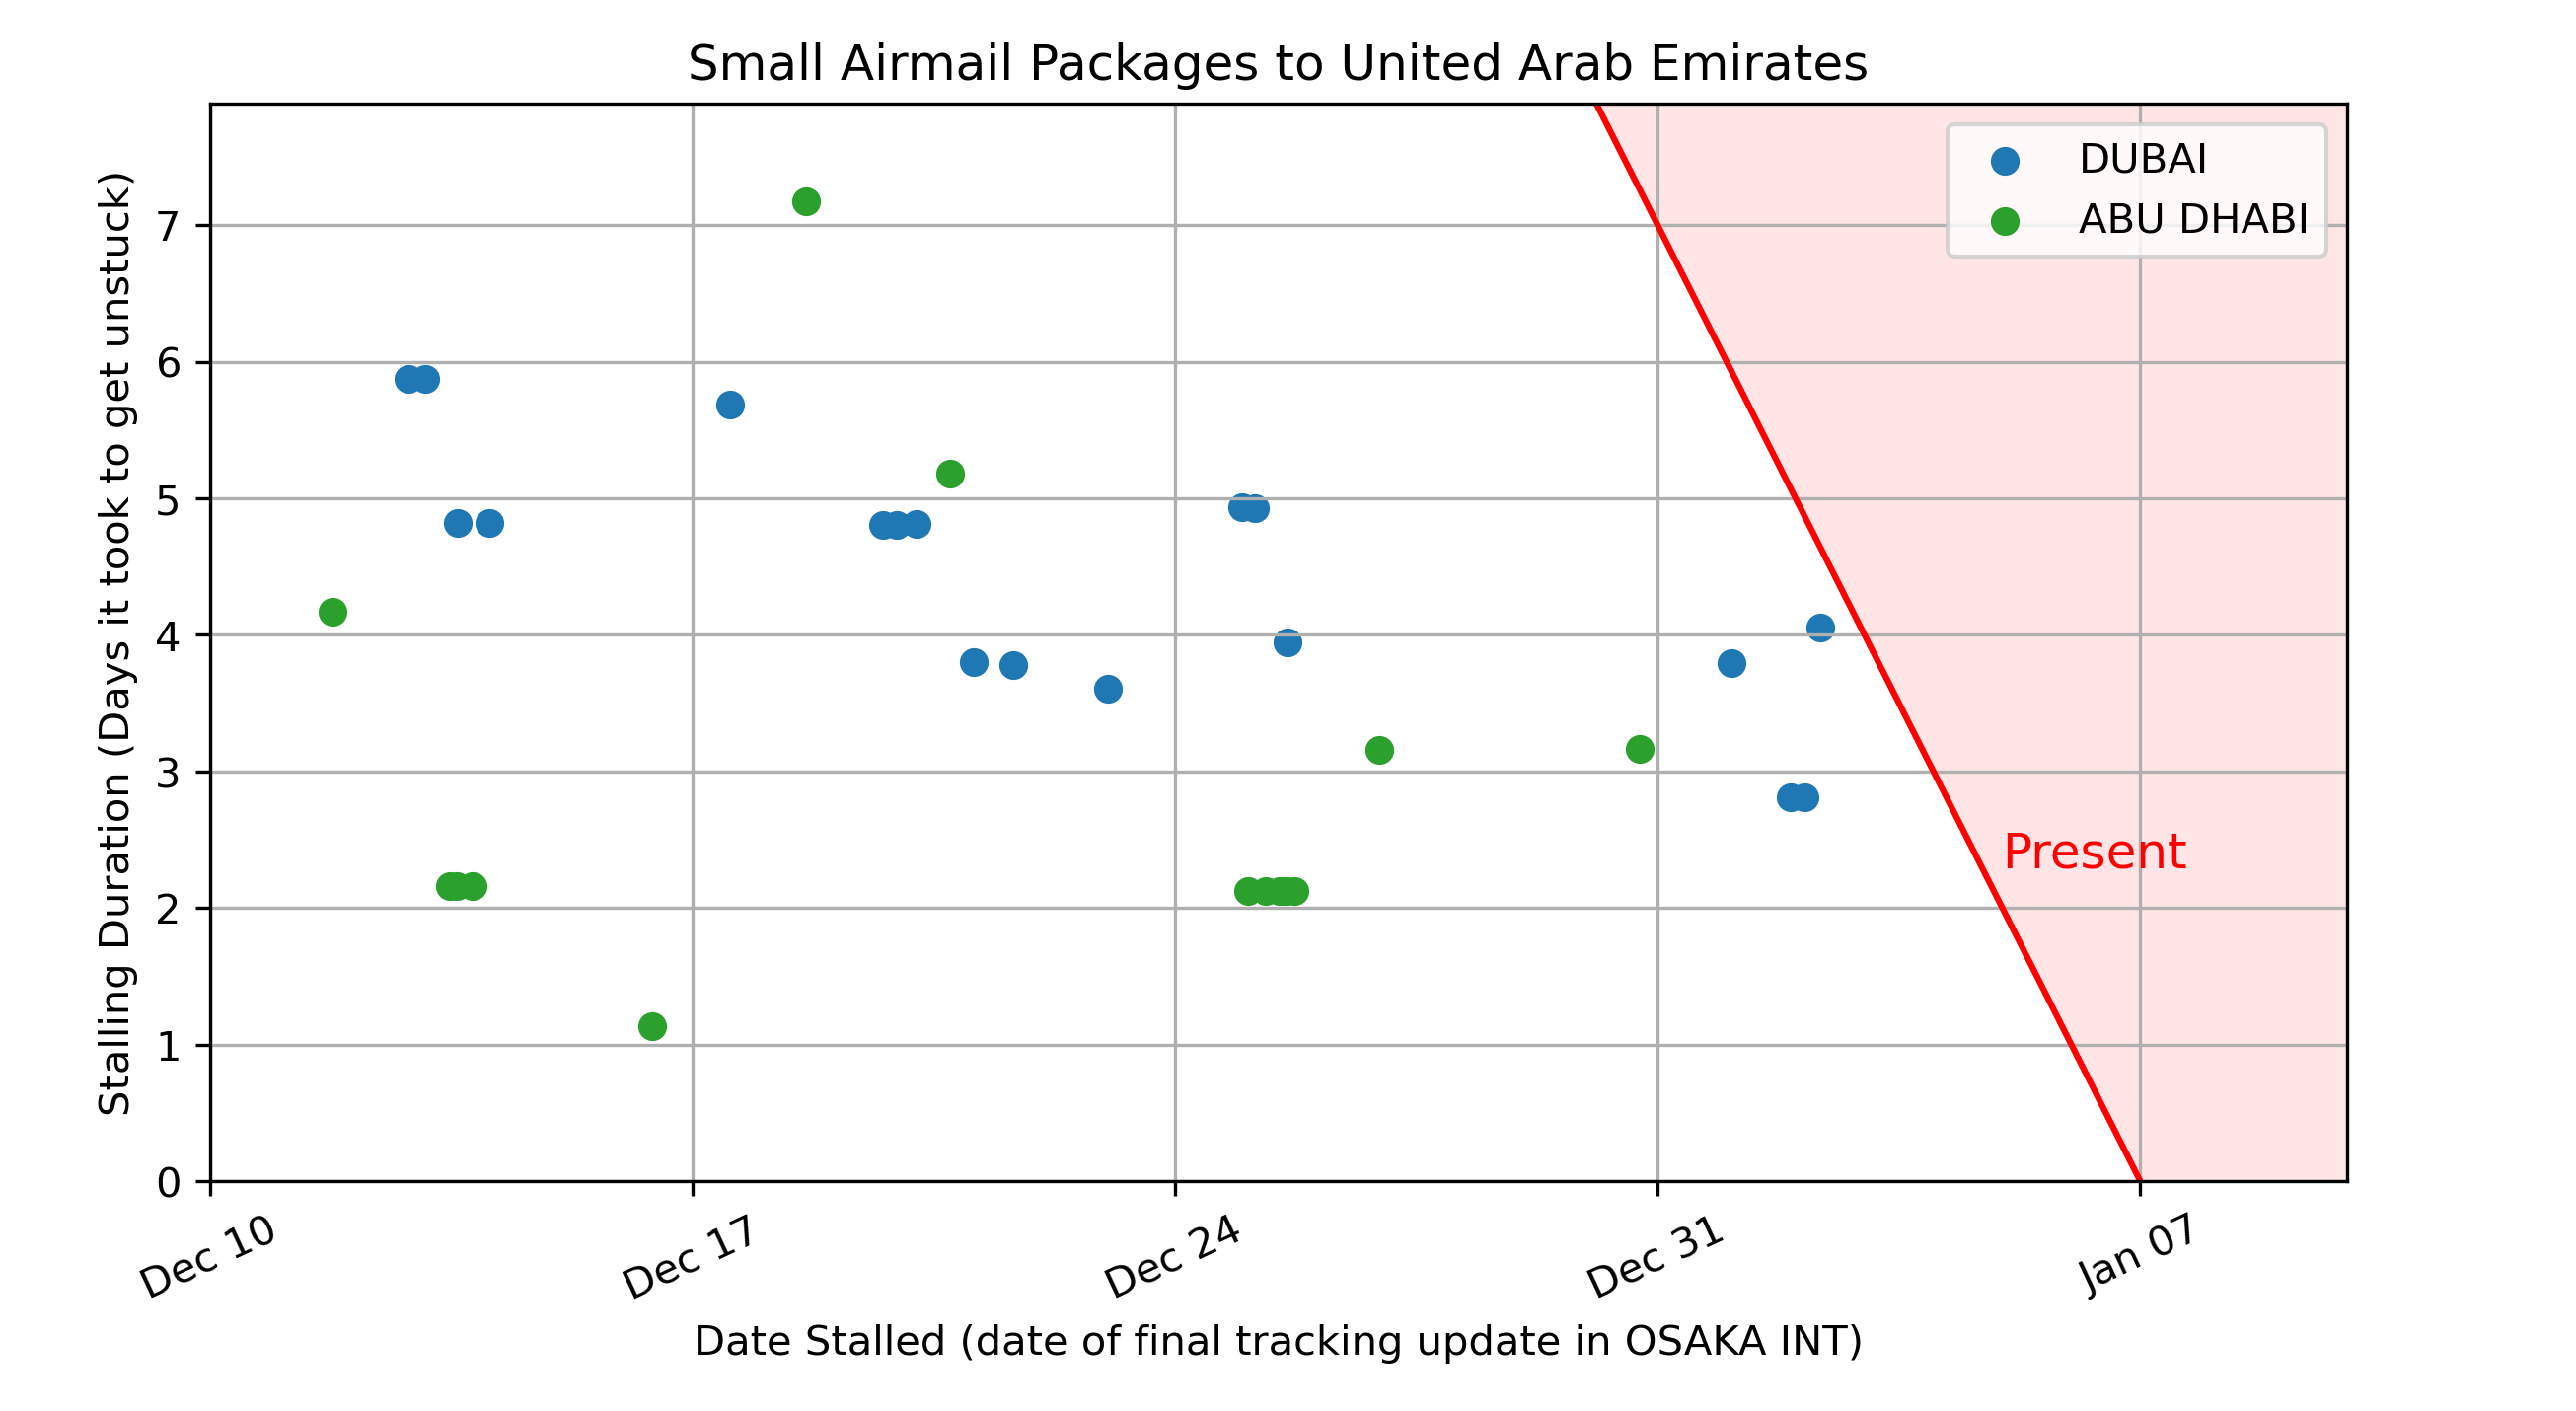 Small Airmail Packages to United Arab Emirates
DUBAI
ABU DHABI
Stalling Duration (Days it took to get unstuck)
7
6
5
4
3
2
1
0
Present
Dec 10
Dec 17
Dec 24
Dec 31
Jan 07
Date Stalled (date of final tracking update in OSAKA INT)